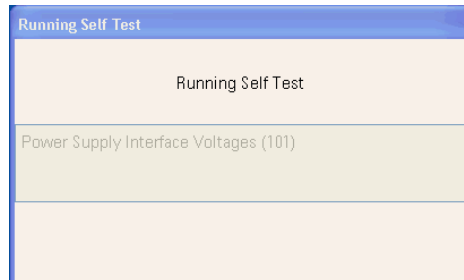 Running Self Test
Running Self Test
Power Supply Interface Voltages (101)